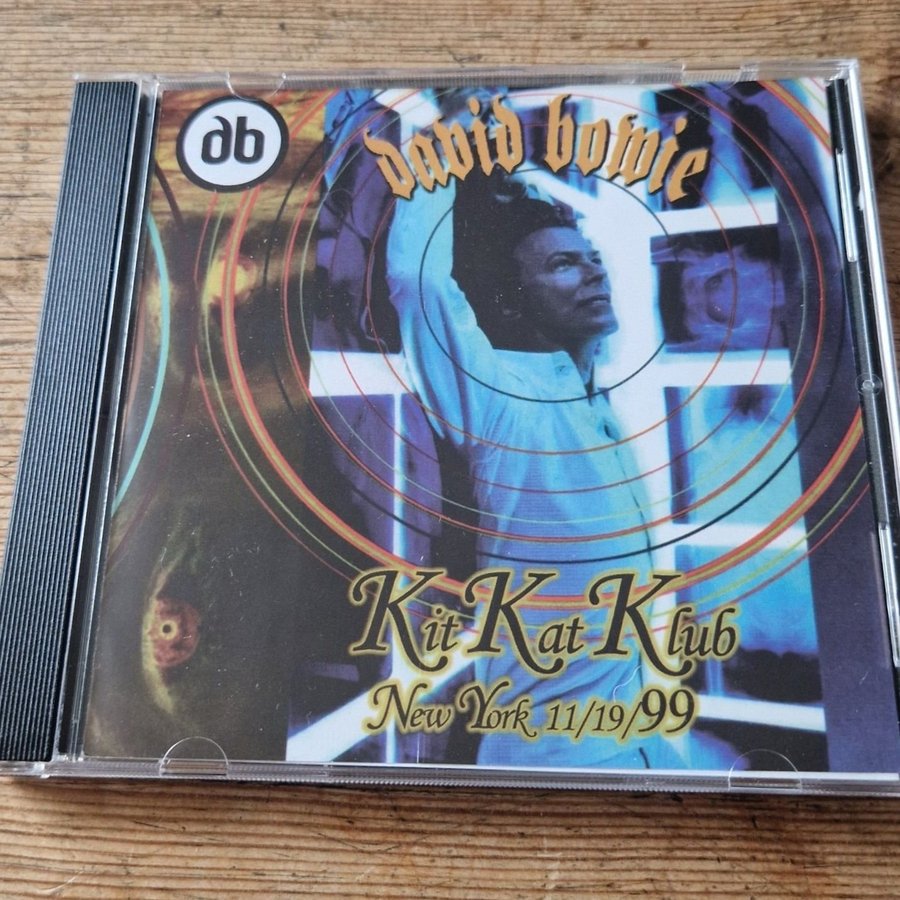 db
david bowie
Kit Kat Klub
New York 11/19/99